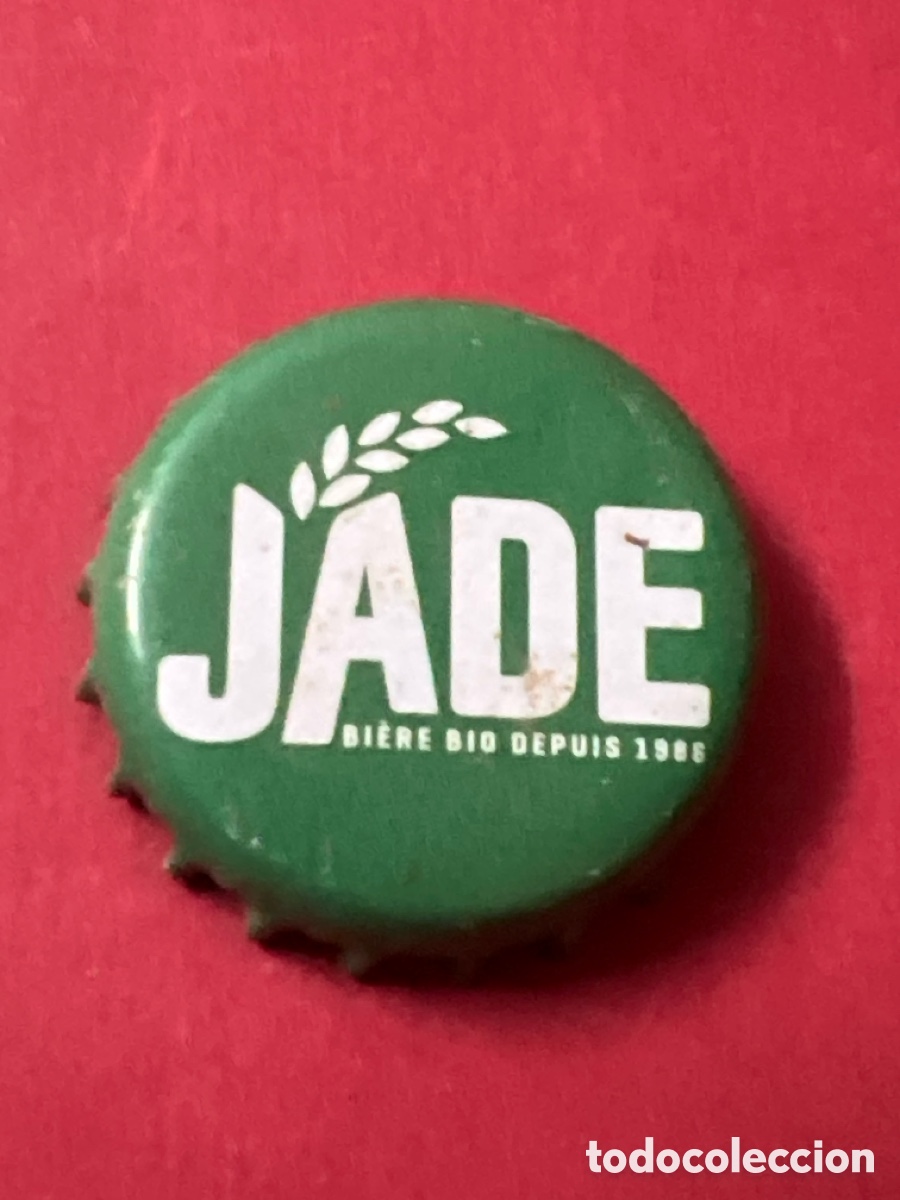 JADE
BIÈRE BIO DEPUIS 1986
todocoleccion